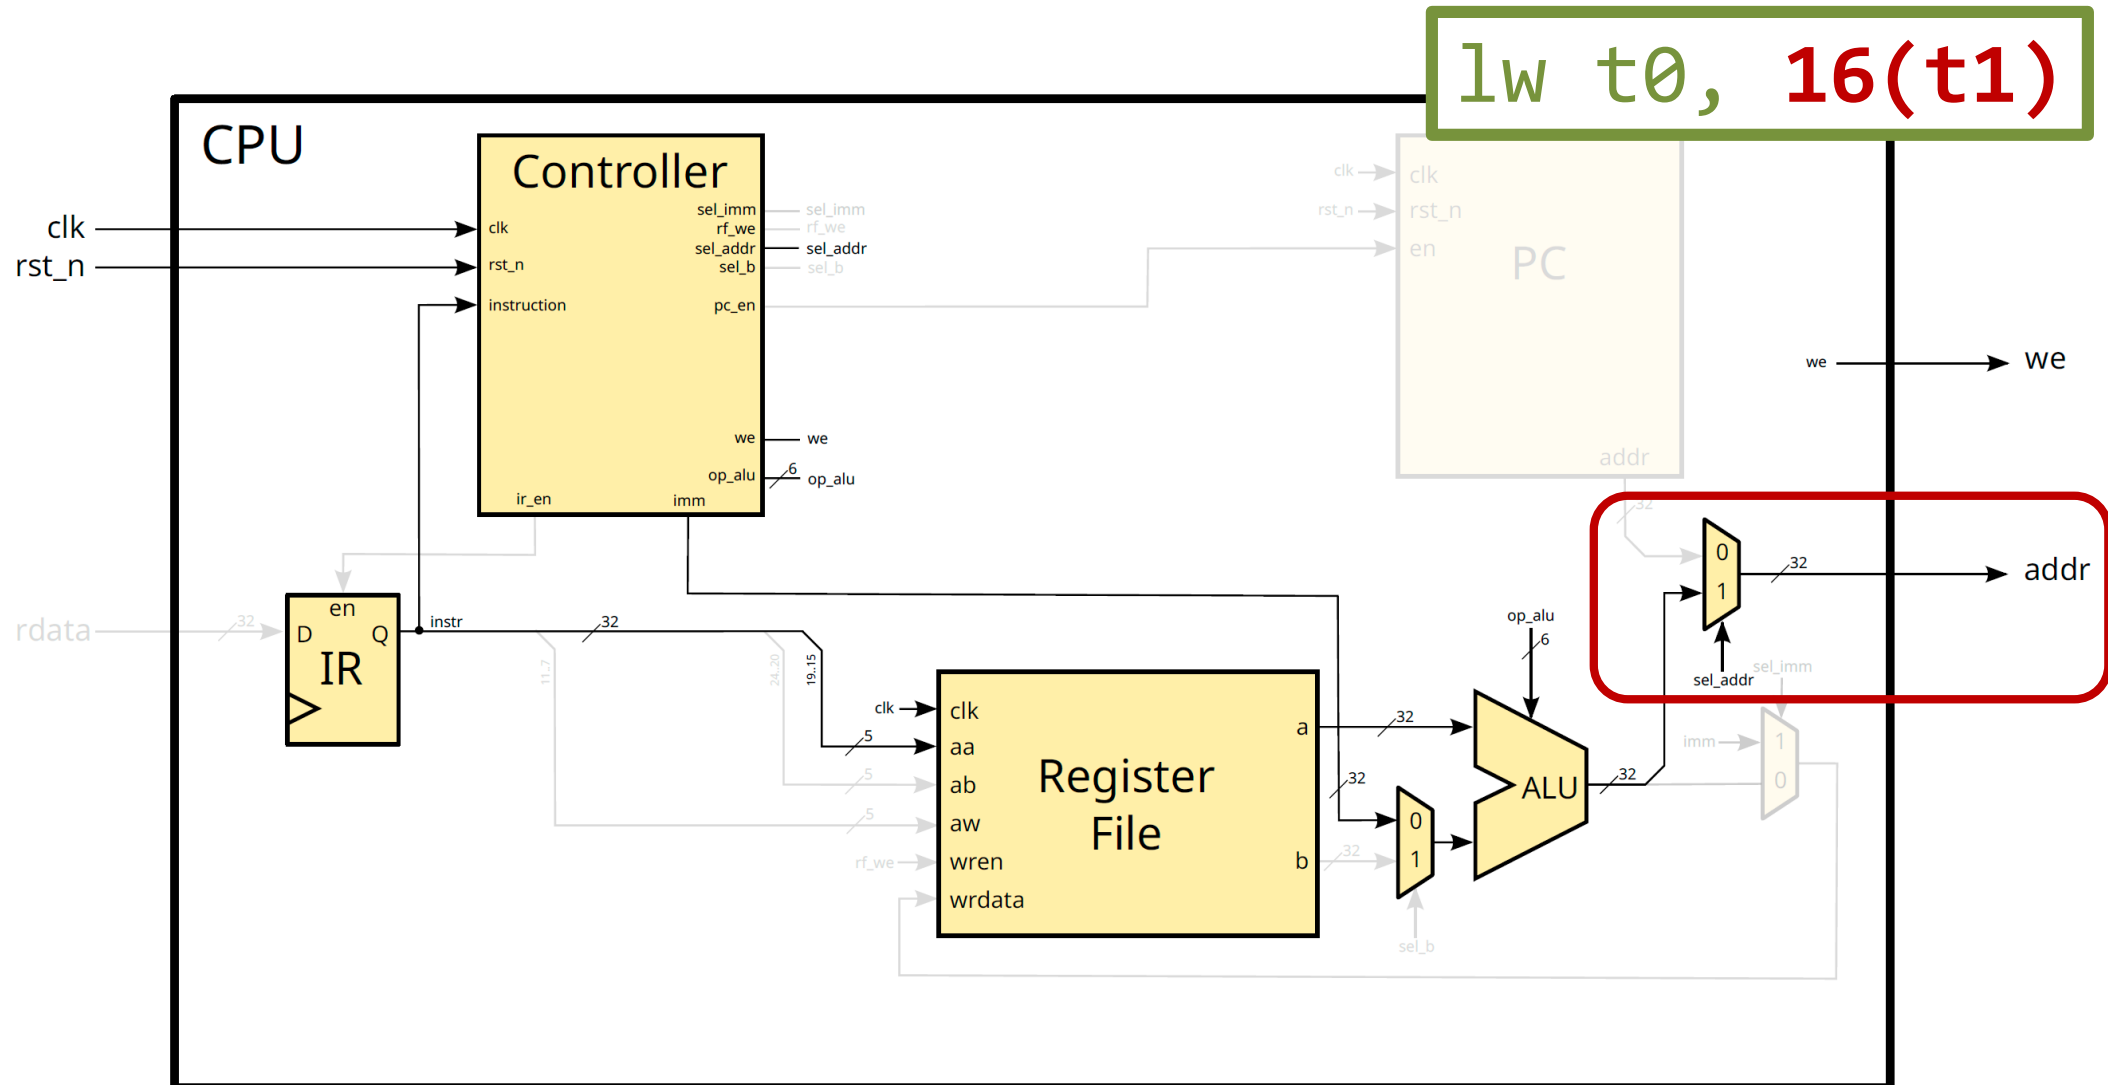 lw t0, 16(t1)
CPU
Controller
clk
rst_n
clk
rst_n
instruction
sel_imm
rf_we
sel_addr
sel_b
pc_en
we
op_alu
ir_en
imm
sel_imm
rf_we
sel_addr
sel_b
we
6
op_alu
clk
rst_n
clk
rst_n
en
PC
addr
32
we
we
0
1
32
addr
sel_addr
sel_imm
rdata
32
en
D
Q
IR
instr
32
11..7
24..20
19..15
clk
5
5
5
rf_we
clk
aa
ab
aw
wren
wrdata
Register
File
a
b
32
32
32
0
1
sel_b
op_alu
6
ALU
32
imm
1
0